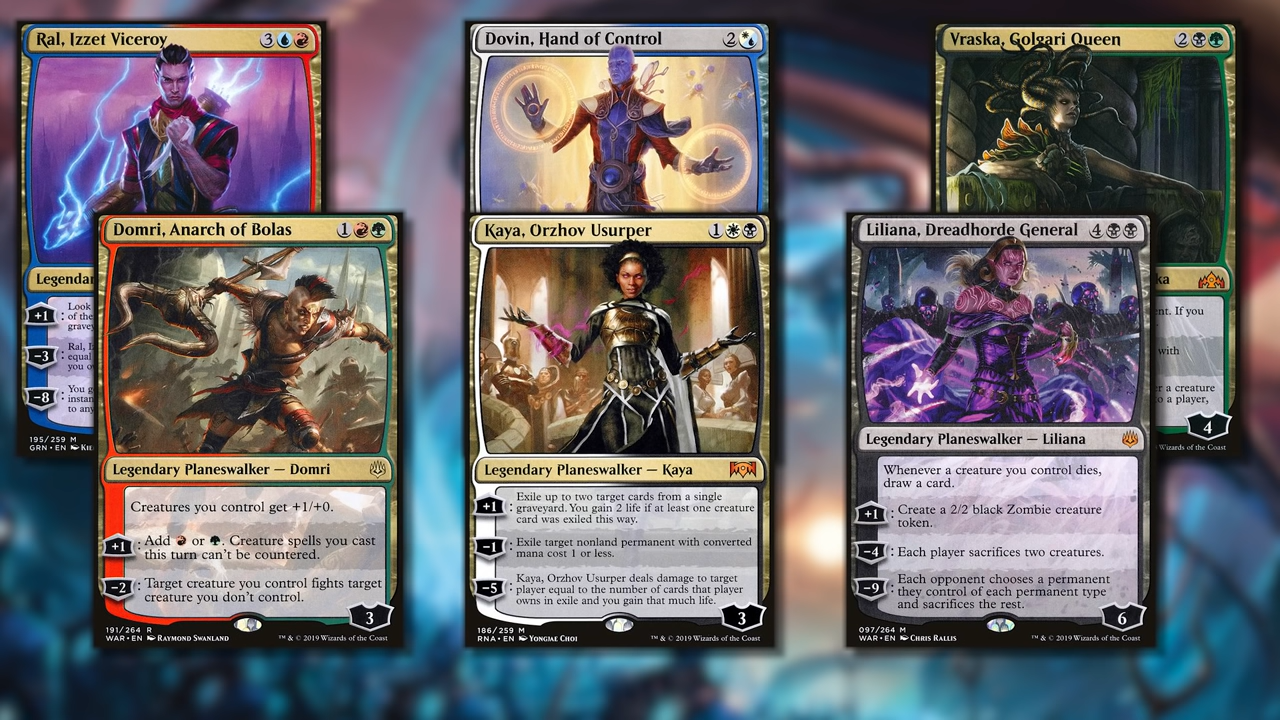 Ral, Izzet Viceroy 3
Legendar
+1 : Look
of the
gravey
-3 : Ral, I
equal
you o
-8 : You g
instan
to any
195/259 M
GRN • EN
Dovin, Hand of Control 2
Vraska, Golgari Queen 2
ka
ent. If you
with
r a creature
to a player,
4
Wizards of the Coast
Domri, Anarch of Bolas 1
Legendary Planeswalker — Domri
Creatures you control get +1/+0.
+1 : Add or . Creature spells you cast
this turn can't be countered.
-2 : Target creature you control fights target
creature you don't control.
3
191/264 R
WAR • EN Raymond Swanland ™ & © 2019 Wizards of the Coast
Kaya, Orzhov Usurper 1
Legendary Planeswalker — Kaya
+1 : Exile up to two target cards from a single
graveyard. You gain 2 life if at least one creature
card was exiled this way.
-1 : Exile target nonland permanent with converted
mana cost 1 or less.
-5 : Kaya, Orzhov Usurper deals damage to target
player equal to the number of cards that player
owns in exile and you gain that much life.
3
186/259 M
RNA • EN Yongjae Choi ™ & © 2019 Wizards of the Coast
Liliana, Dreadhorde General 4
Legendary Planeswalker — Liliana
Whenever a creature you control dies,
draw a card.
+1 : Create a 2/2 black Zombie creature
token.
-4 : Each player sacrifices two creatures.
-9 : Each opponent chooses a permanent
they control of each permanent type
and sacrifices the rest.
6
097/264 M
WAR • EN Chris Rallis ™ & © 2019 Wizards of the Coast